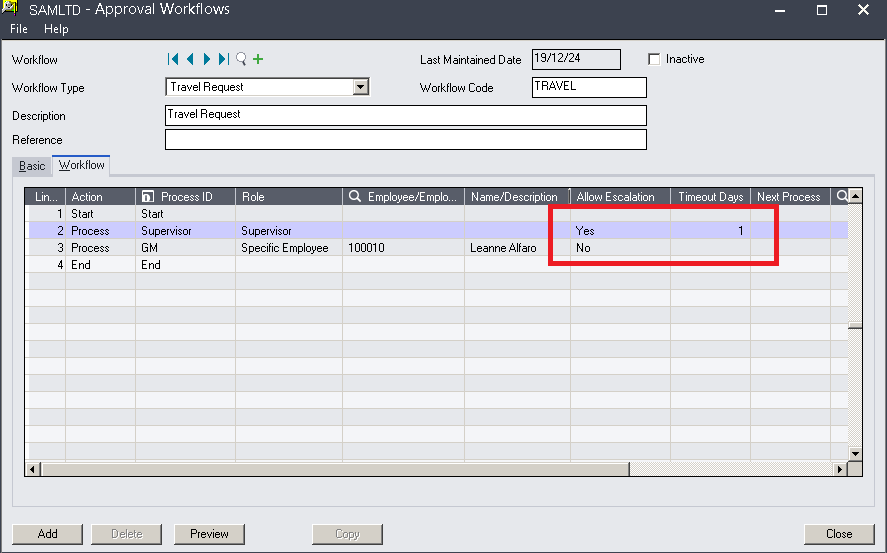 SAMLTD - Approval Workflows
File Help
Workflow Last Maintained Date 19/12/24 Inactive
Workflow Type Travel Request Workflow Code TRAVEL
Description Travel Request
Reference
Basic Workflow
Lin... Action Process ID Role Employee/Emplo... Name/Description Allow Escalation Timeout Days Next Process
1 Start Start
2 Process Supervisor Supervisor Yes 1
3 Process GM Specific Employee 100010 Leanne Alfaro No
4 End End
Add Delete Preview Copy Close